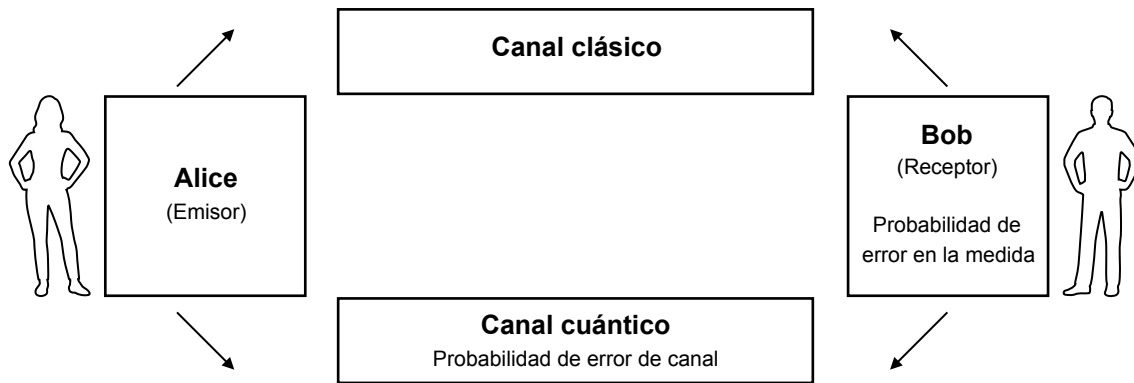 Canal clásico
Alice
(Emisor)
Bob
(Receptor)
Probabilidad de
error en la medida
Canal cuántico
Probabilidad de error de canal